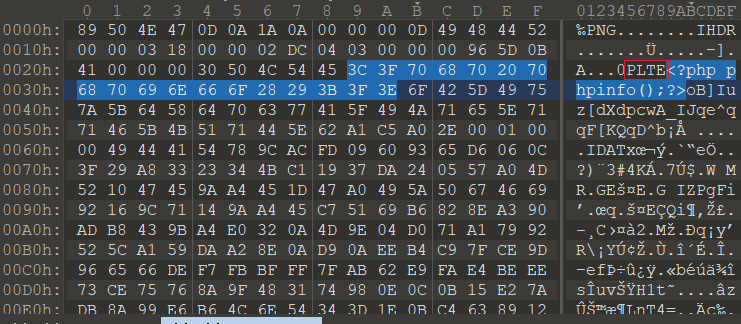 0 1 2 3 4 5 6 7 8 9 A B C D E F 0123456789ABCDEF
0000h: 89 50 4E 47 0D 0A 1A 0A 00 00 00 0D 49 48 44 52 ‰PNG........IHDR
0010h: 00 00 03 18 00 00 02 DC 04 03 00 00 00 96 5D 0B .......Ü.....–].
0020h: 41 00 00 00 30 50 4C 54 45 3C 3F 70 68 70 20 70 A...0PLTE<?php p
0030h: 68 70 69 6E 66 6F 28 29 3B 3F 3E 6F 42 5D 49 75 hpinfo();?>oB]Iu
0040h: 7A 5B 64 58 64 70 63 77 41 5F 49 4A 71 65 5E 71 z[dXdpcwA_IJqe^q
0050h: 71 46 5B 4B 51 71 44 5E 62 A1 C5 A0 2E 00 01 00 qF[KQqD^b¡Å ....
0060h: 00 49 44 41 54 78 9C AC FD 09 60 93 65 D6 06 0C .IDATxœ¬ý.`“eÖ..
0070h: 3F 29 A8 33 23 34 4B C1 19 37 DA 24 05 57 A0 4D ?)¨3#4KÁ.7Ú$.W M
0080h: 52 10 47 45 9A A4 45 1D 47 A0 49 5A 50 67 46 69 R.GEš¤E.G IZPgFi
0090h: 92 16 9C 71 14 9A A4 45 C7 51 69 B6 82 8E A3 90 ’.œq.š¤EÇQi¶‚Ž£.
00A0h: AD B8 43 9B A4 E0 32 0A 4D 9E 04 D0 71 A1 79 92 -¸C›¤à2.Mž.Ðq¡y’
00B0h: 52 5C A1 59 DA A2 8E 0A D9 0A EE B4 C9 7F CE 9D R\¡YÚ¢Ž.Ù.î´É.Î.
00C0h: 96 65 66 DE F7 FB BF FF 7F AB 62 E9 FA E4 BE EE –efÞ÷û¿ÿ.«béúä¾î
00D0h: 73 CE 75 76 8A 9F 48 31 74 98 0E C0 0B 15 E2 7A sÎuvŠŸH1t˜.À..âz
00E0h: DB 8A 99 E6 B6 4C 6E 54 34 3D 1E 0B C4 63 89 12 ÛŠ™æ¶LnT4=..Äc‰.